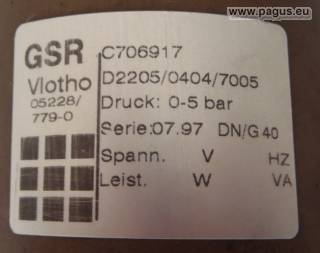 www.pagus.eu
GSR
Vlotho
05228/
779-0
C706917
D2205/0404/7005
Druck: 0-5 bar
Serie:07.97 DN/G 40
Spann. V HZ
Leist. W VA